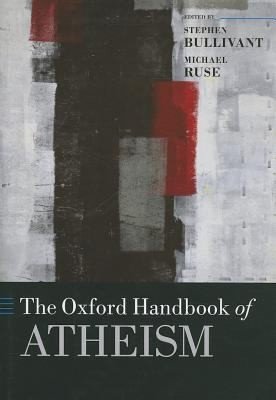 EDITED BY
STEPHEN
BULLIVANT
MICHAEL
RUSE
The Oxford Handbook of
ATHEISM